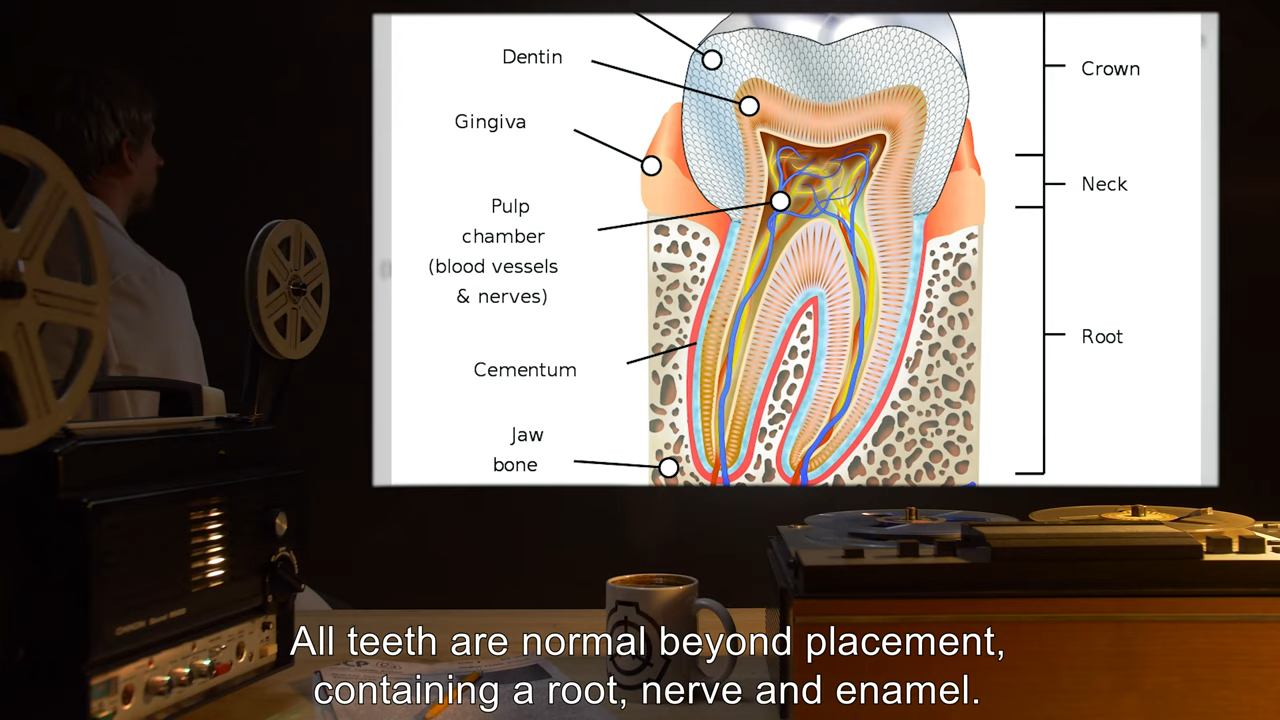 Dentin
Gingiva
Pulp
chamber
(blood vessels
& nerves)
Cementum
Jaw
bone
Crown
Neck
Root
All teeth are normal beyond placement,
containing a root, nerve and enamel.